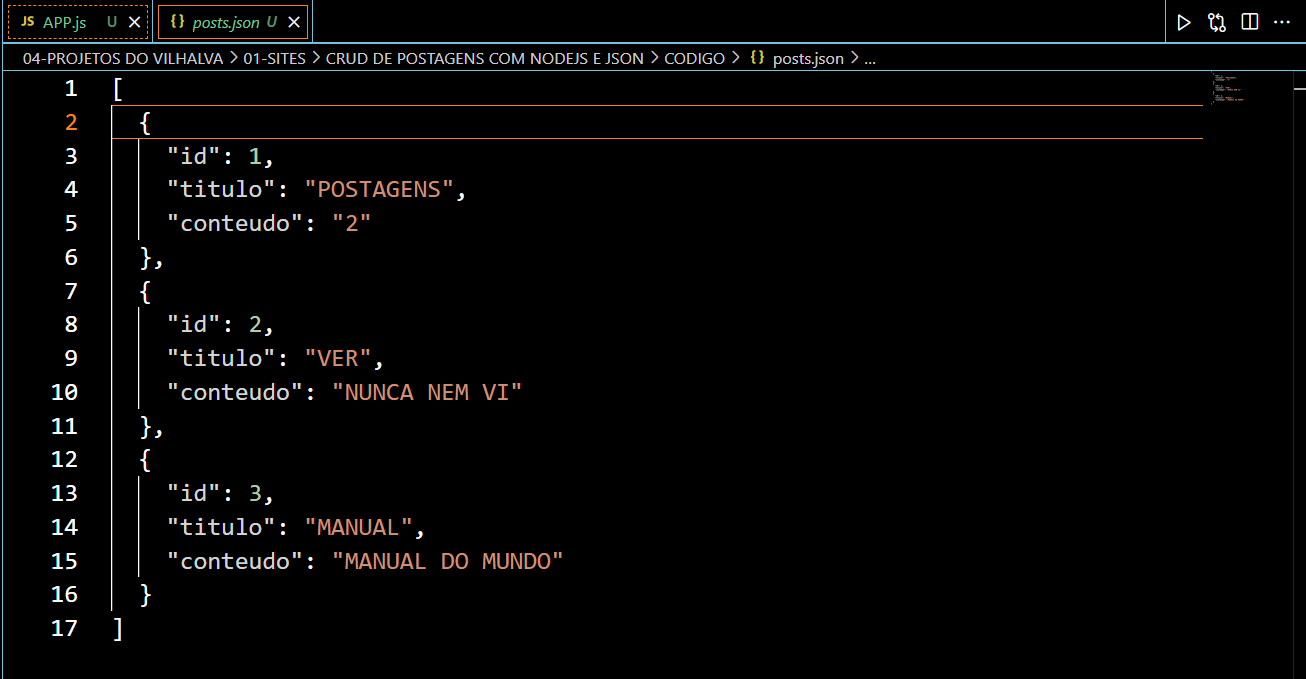 JS APP.js U × {} posts.json U ×
04-PROJETOS DO VILHALVA > 01-SITES > CRUD DE POSTAGENS COM NODEJS E JSON > CODIGO > {} posts.json > ...
1 [
2 {
3 "id": 1,
4 "titulo": "POSTAGENS",
5 "conteudo": "2"
6 },
7 {
8 "id": 2,
9 "titulo": "VER",
10 "conteudo": "NUNCA NEM VI"
11 },
12 {
13 "id": 3,
14 "titulo": "MANUAL",
15 "conteudo": "MANUAL DO MUNDO"
16 }
17 ]